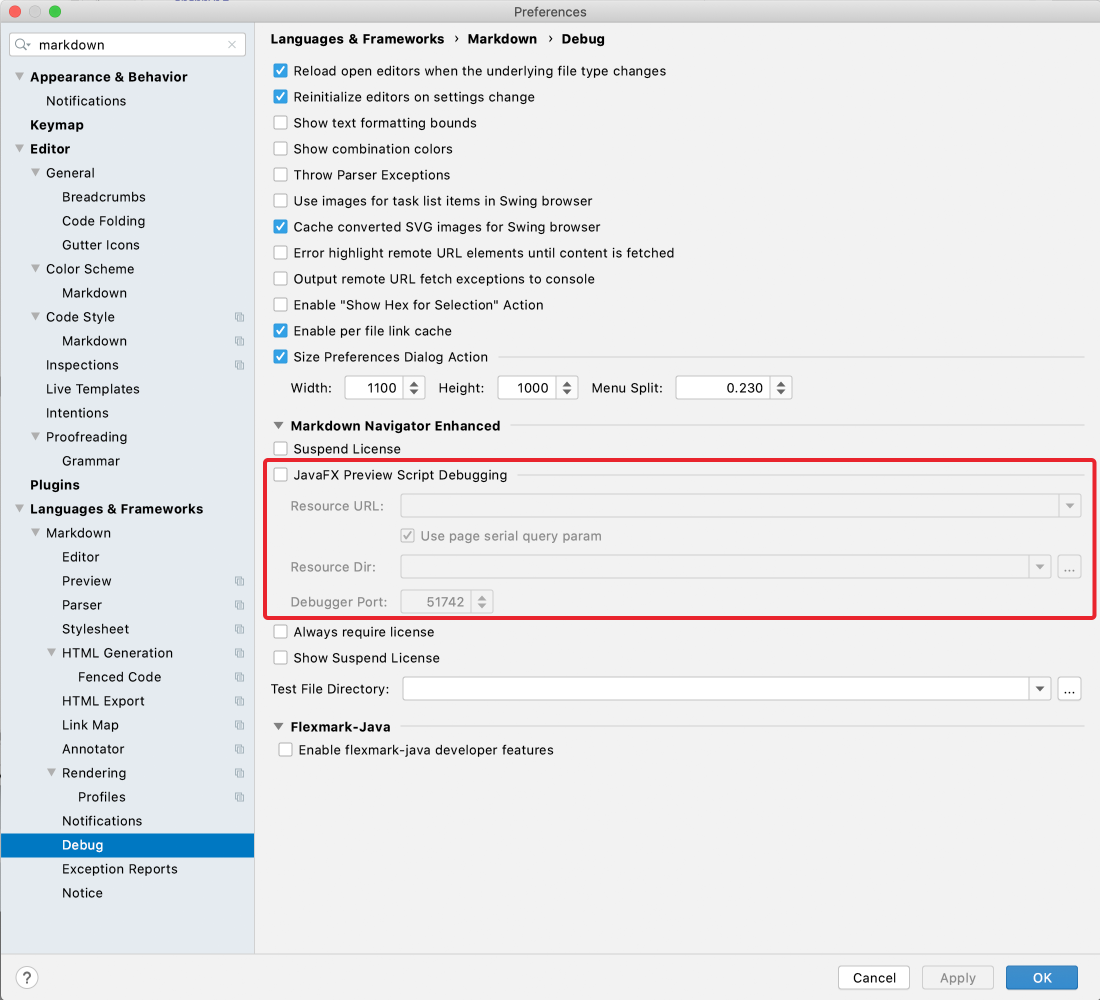 Preferences
markdown
Appearance & Behavior
Notifications
Keymap
Editor
General
Breadcrumbs
Code Folding
Gutter Icons
Color Scheme
Markdown
Code Style
Markdown
Inspections
Live Templates
Intentions
Proofreading
Grammar
Plugins
Languages & Frameworks
Markdown
Editor
Preview
Parser
Stylesheet
HTML Generation
Fenced Code
HTML Export
Link Map
Annotator
Rendering
Profiles
Notifications
Debug
Exception Reports
Notice
Languages & Frameworks › Markdown › Debug
Reload open editors when the underlying file type changes
Reinitialize editors on settings change
Show text formatting bounds
Show combination colors
Throw Parser Exceptions
Use images for task list items in Swing browser
Cache converted SVG images for Swing browser
Error highlight remote URL elements until content is fetched
Output remote URL fetch exceptions to console
Enable "Show Hex for Selection" Action
Enable per file link cache
Size Preferences Dialog Action
Width: 1100 Height: 1000 Menu Split: 0.230
Markdown Navigator Enhanced
Suspend License
JavaFX Preview Script Debugging
Resource URL:
Use page serial query param
Resource Dir: ...
Debugger Port: 51742
Always require license
Show Suspend License
Test File Directory: ...
Flexmark-Java
Enable flexmark-java developer features
? Cancel Apply OK